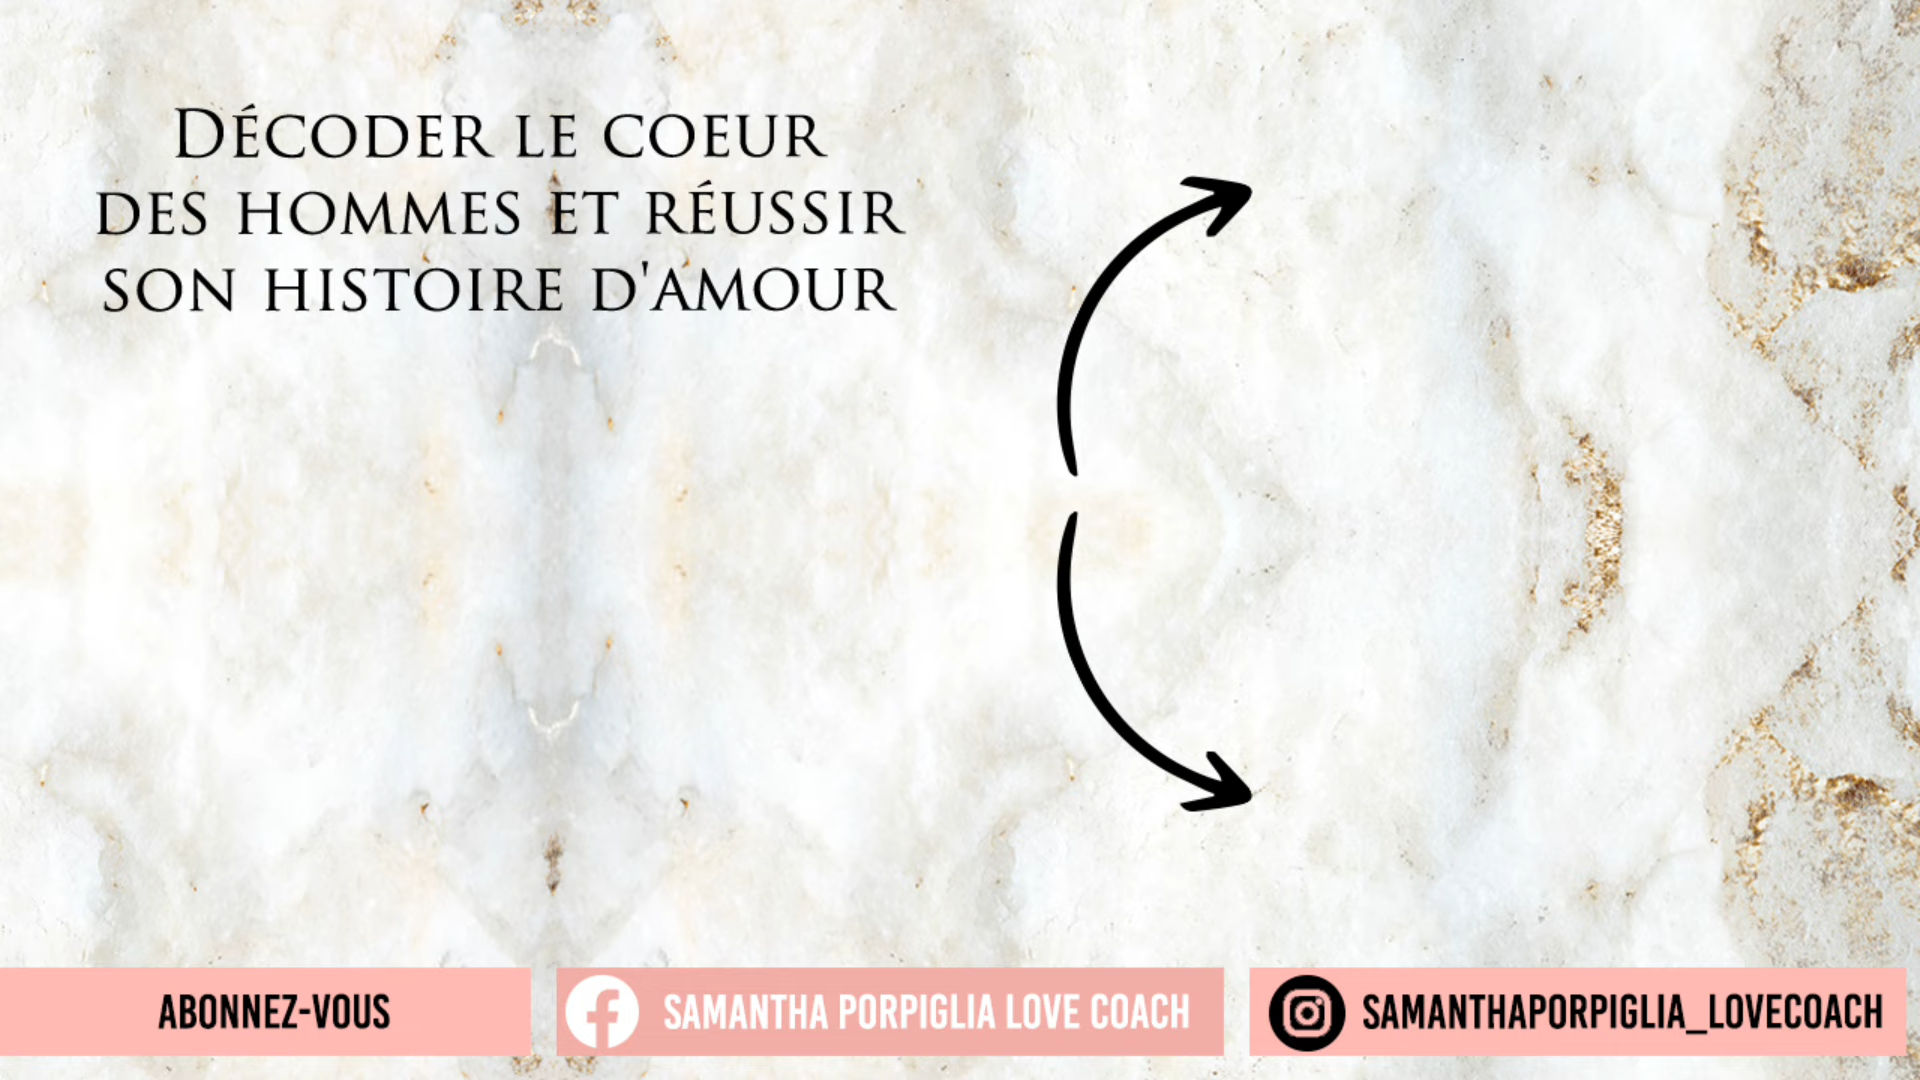 DÉCODER LE COEUR
DES HOMMES ET RÉUSSIR
SON HISTOIRE D'AMOUR
ABONNEZ-VOUS
SAMANTHA PORPIGLIA LOVE COACH
SAMANTHAPORPIGLIA_LOVECOACH